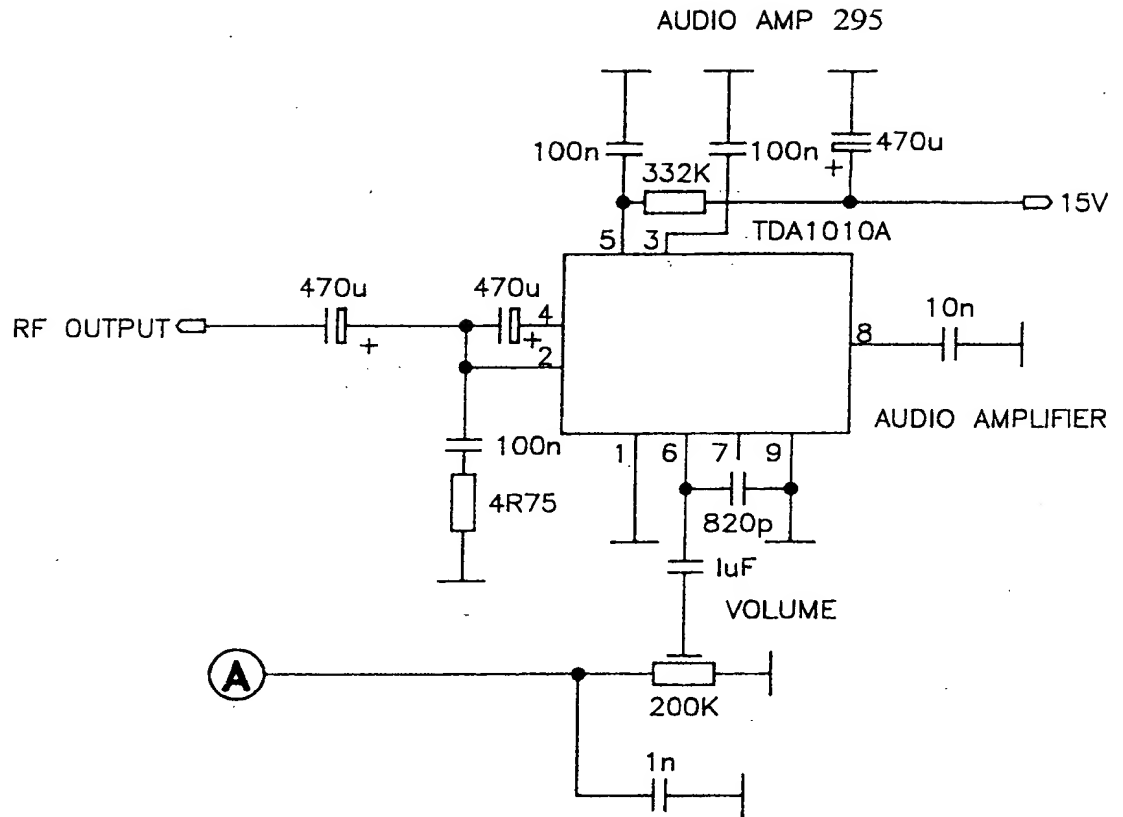 AUDIO AMP 295
100n
100n
470u
+
332K
15V
5
3
TDA1010A
470u
470u
4
RF OUTPUT
+
+
2
10n
8
AUDIO AMPLIFIER
100n
1
6
7
9
4R75
820p
1uF
VOLUME
A
200K
1n